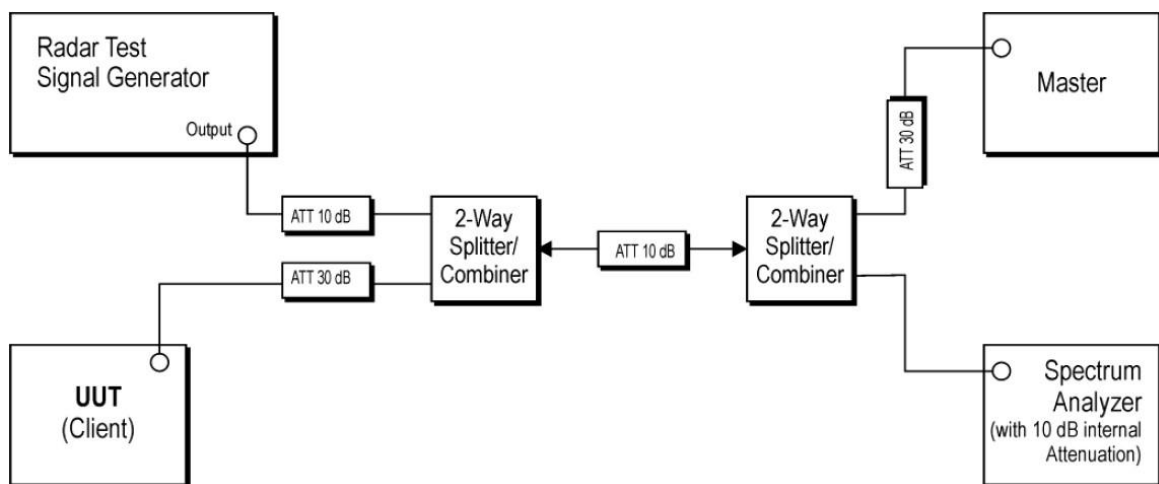 Radar Test
Signal Generator
Output
Master
ATT 30 dB
ATT 10 dB
2-Way
Splitter/
Combiner
ATT 10 dB
2-Way
Splitter/
Combiner
ATT 30 dB
UUT
(Client)
Spectrum
Analyzer
(with 10 dB internal
Attenuation)